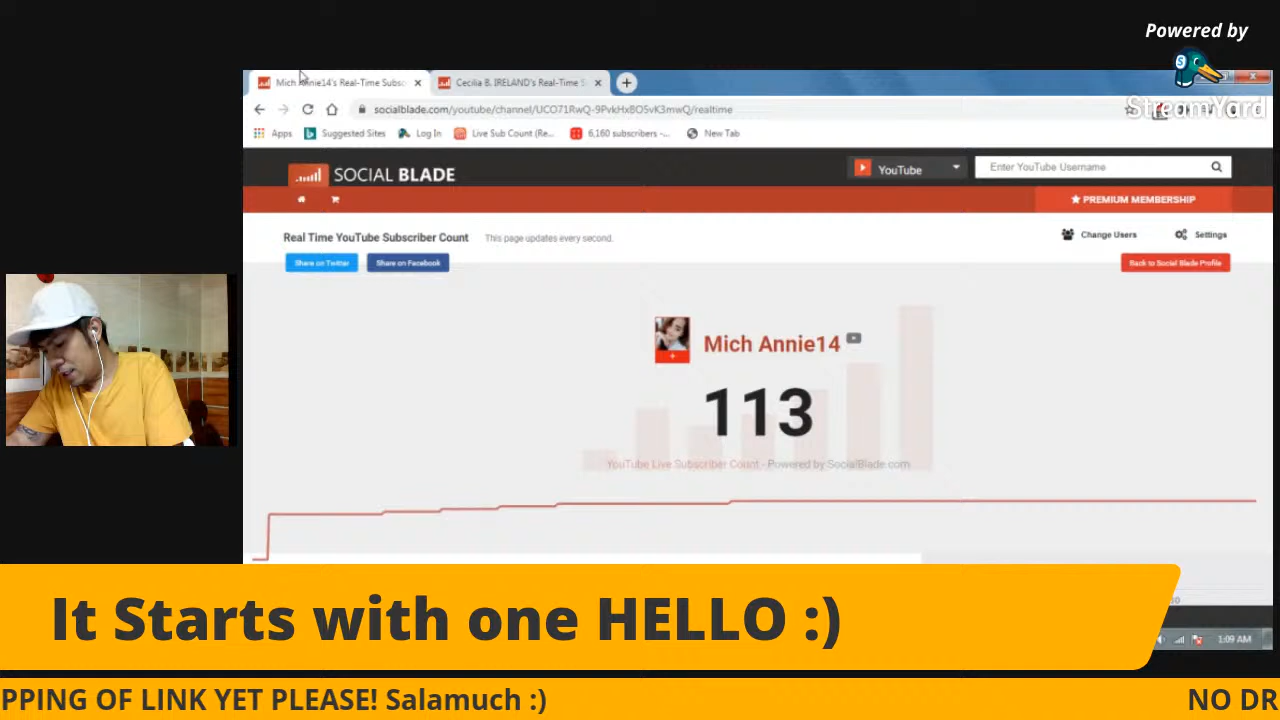 Powered by
StreamYard
Mich Annie14's Real-Time Subsc
Cecilia B. IRELAND's Real-Time S
socialblade.com/youtube/channel/UCO71RwQ-9PvkHxBO5vK3mwQ/realtime
Apps Suggested Sites Log In Live Sub Count (Re... 6,160 subscribers -... New Tab
SOCIAL BLADE
YouTube
Enter YouTube Username
PREMIUM MEMBERSHIP
Real Time YouTube Subscriber Count This page updates every second.
Change Users Settings
Share on Twitter Share on Facebook
Back to Social Blade Profile
Mich Annie14
113
YouTube Live Subscriber Count - Powered by SocialBlade.com
It Starts with one HELLO :)
1:09 AM
PPING OF LINK YET PLEASE! Salamuch :) NO DR